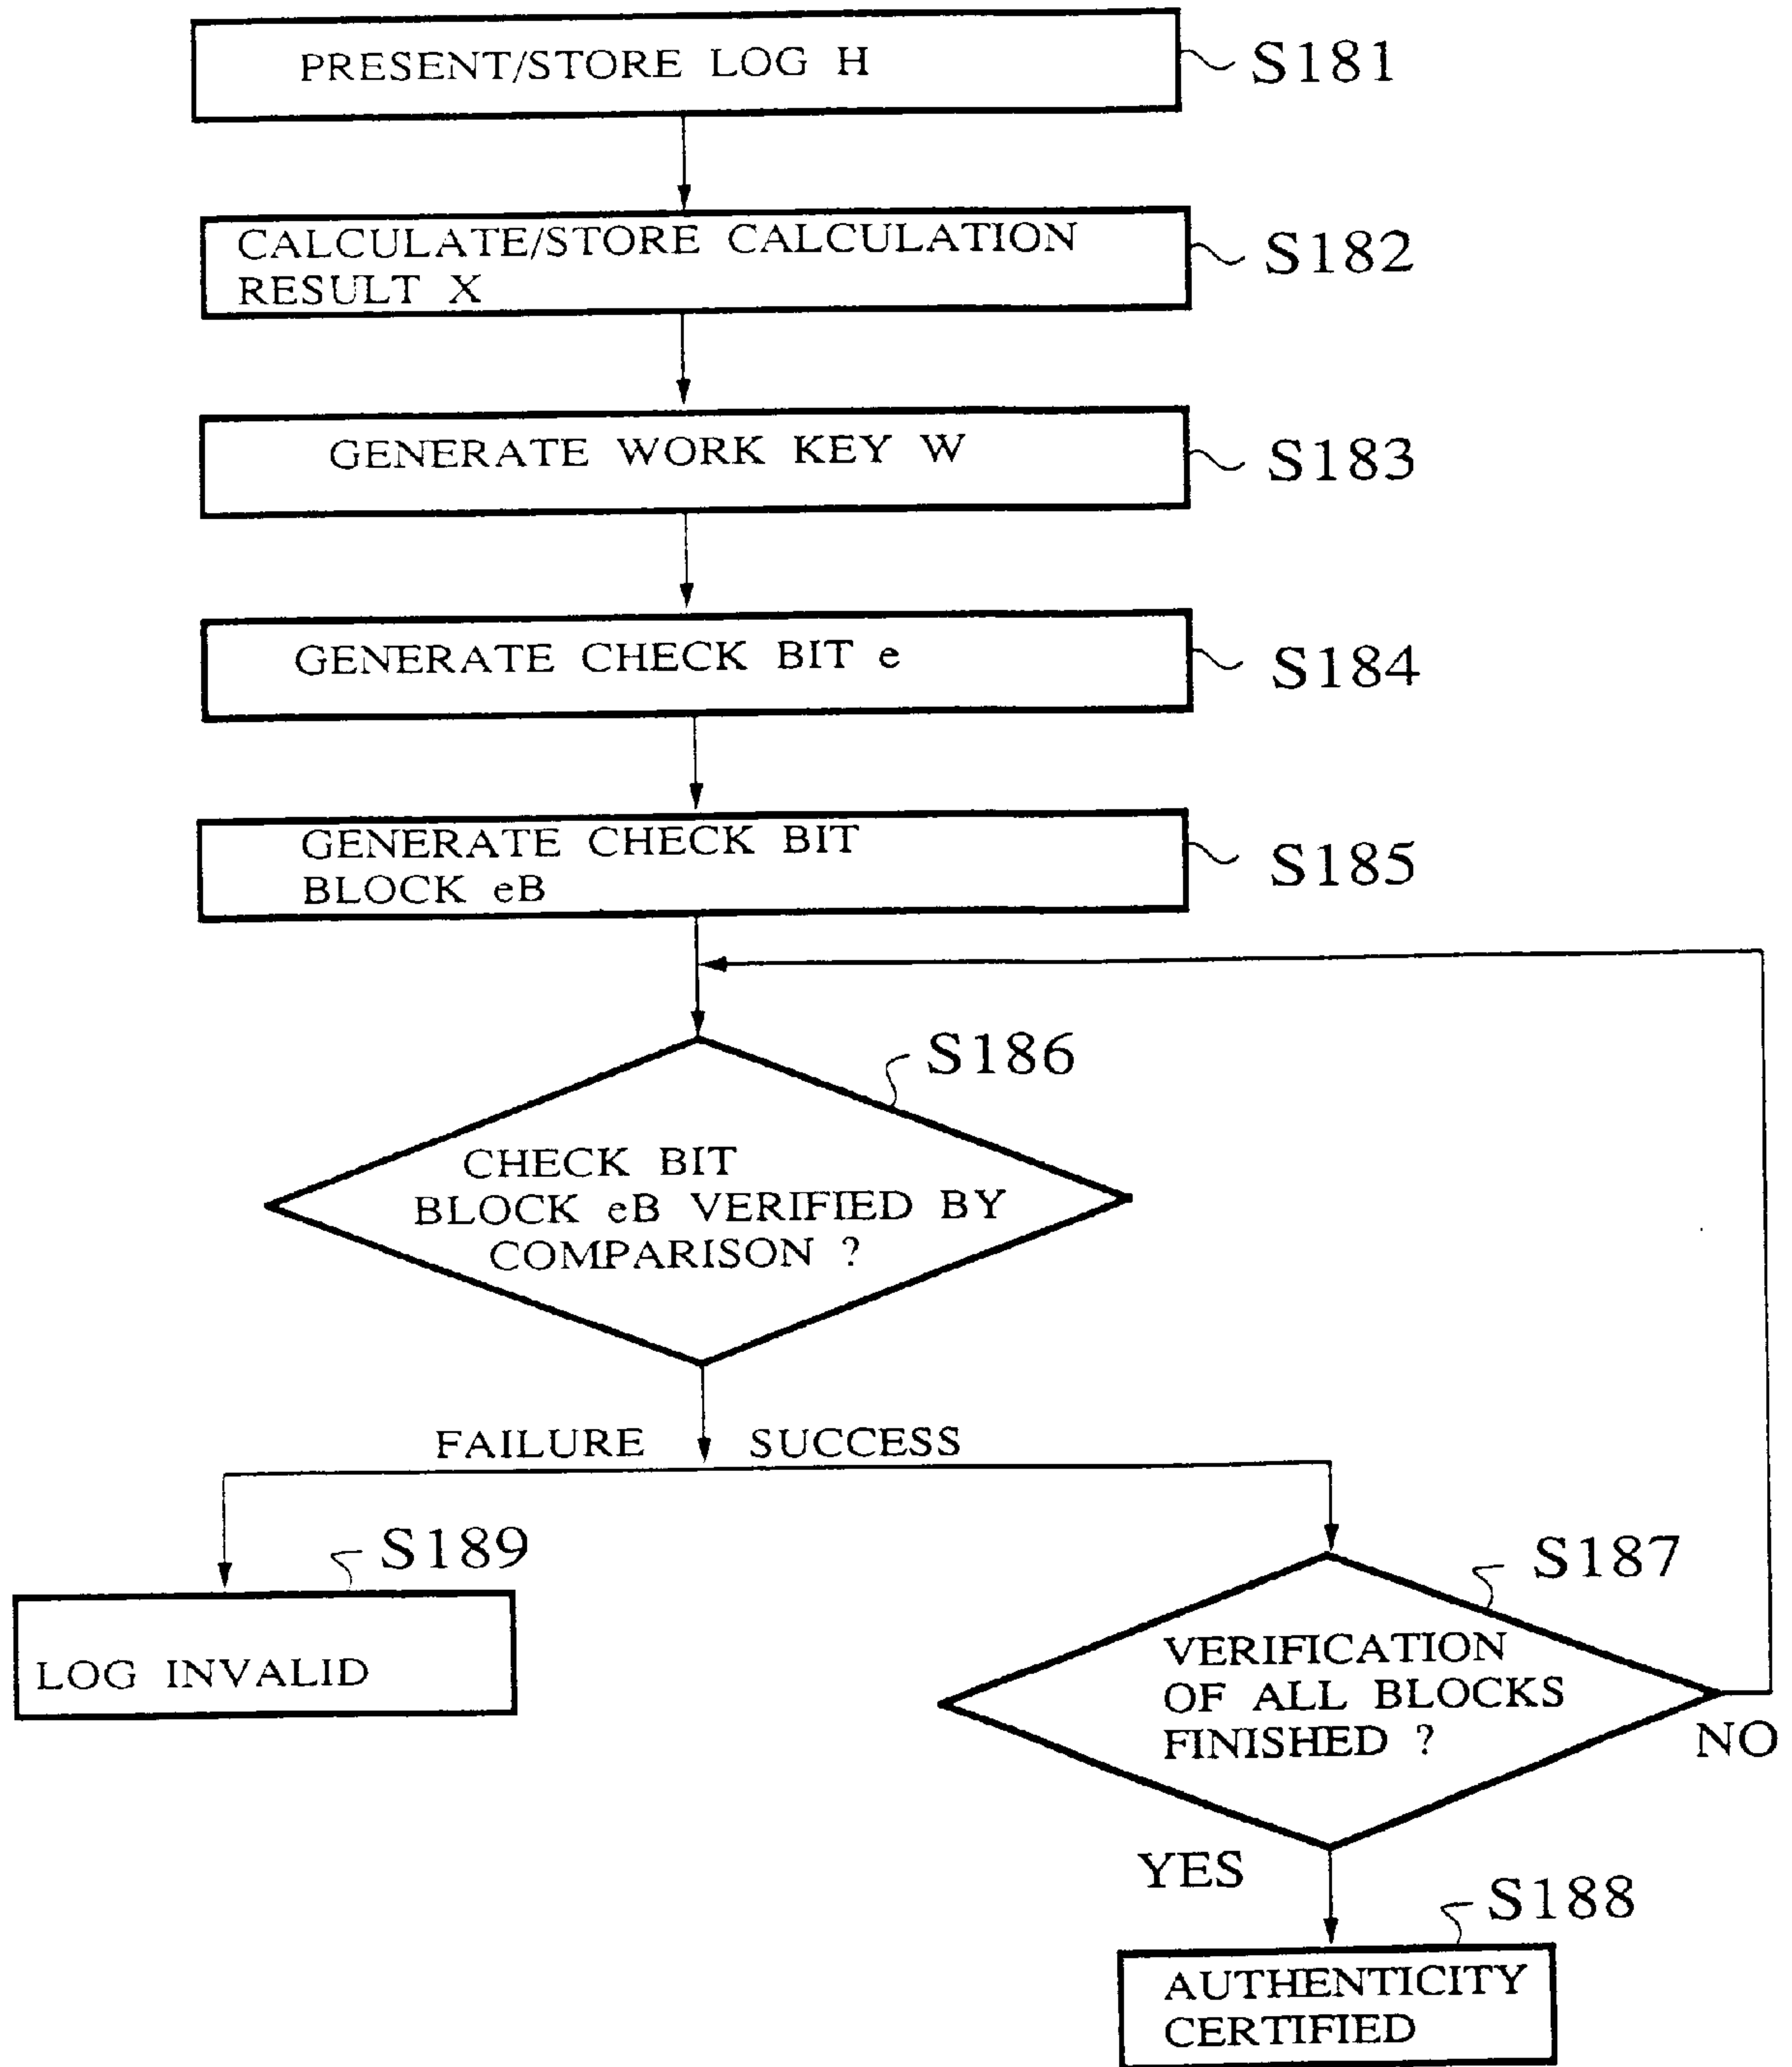 PRESENT/STORE LOG H
S181
CALCULATE/STORE CALCULATION
RESULT X
S182
GENERATE WORK KEY W
S183
GENERATE CHECK BIT e
S184
GENERATE CHECK BIT
BLOCK eB
S185
S186
CHECK BIT
BLOCK eB VERIFIED BY
COMPARISON ?
FAILURE
SUCCESS
S189
LOG INVALID
S187
VERIFICATION
OF ALL BLOCKS
FINISHED ?
NO
YES
S188
AUTHENTICITY
CERTIFIED